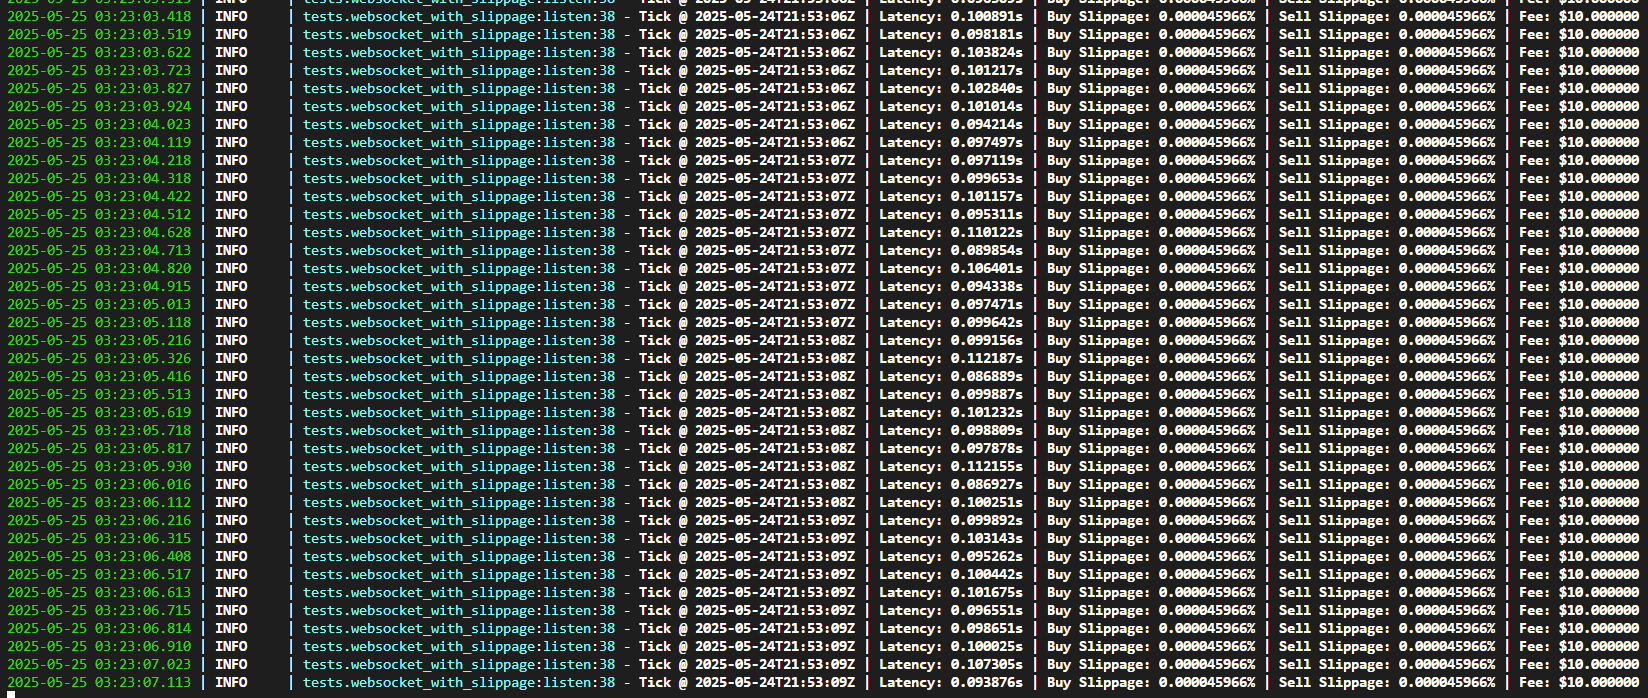 2025-05-25 03:23:03.418 | INFO     | tests.websocket_with_slippage:listen:38 - Tick @ 2025-05-24T21:53:06Z | Latency: 0.100891s | Buy Slippage: 0.000045966% | Sell Slippage: 0.000045966% | Fee: $10.000000
2025-05-25 03:23:03.519 | INFO     | tests.websocket_with_slippage:listen:38 - Tick @ 2025-05-24T21:53:06Z | Latency: 0.098181s | Buy Slippage: 0.000045966% | Sell Slippage: 0.000045966% | Fee: $10.000000
2025-05-25 03:23:03.622 | INFO     | tests.websocket_with_slippage:listen:38 - Tick @ 2025-05-24T21:53:06Z | Latency: 0.103824s | Buy Slippage: 0.000045966% | Sell Slippage: 0.000045966% | Fee: $10.000000
2025-05-25 03:23:03.723 | INFO     | tests.websocket_with_slippage:listen:38 - Tick @ 2025-05-24T21:53:06Z | Latency: 0.101217s | Buy Slippage: 0.000045966% | Sell Slippage: 0.000045966% | Fee: $10.000000
2025-05-25 03:23:03.827 | INFO     | tests.websocket_with_slippage:listen:38 - Tick @ 2025-05-24T21:53:06Z | Latency: 0.102840s | Buy Slippage: 0.000045966% | Sell Slippage: 0.000045966% | Fee: $10.000000
2025-05-25 03:23:03.924 | INFO     | tests.websocket_with_slippage:listen:38 - Tick @ 2025-05-24T21:53:06Z | Latency: 0.101014s | Buy Slippage: 0.000045966% | Sell Slippage: 0.000045966% | Fee: $10.000000
2025-05-25 03:23:04.023 | INFO     | tests.websocket_with_slippage:listen:38 - Tick @ 2025-05-24T21:53:06Z | Latency: 0.094214s | Buy Slippage: 0.000045966% | Sell Slippage: 0.000045966% | Fee: $10.000000
2025-05-25 03:23:04.119 | INFO     | tests.websocket_with_slippage:listen:38 - Tick @ 2025-05-24T21:53:06Z | Latency: 0.097497s | Buy Slippage: 0.000045966% | Sell Slippage: 0.000045966% | Fee: $10.000000
2025-05-25 03:23:04.218 | INFO     | tests.websocket_with_slippage:listen:38 - Tick @ 2025-05-24T21:53:07Z | Latency: 0.097119s | Buy Slippage: 0.000045966% | Sell Slippage: 0.000045966% | Fee: $10.000000
2025-05-25 03:23:04.318 | INFO     | tests.websocket_with_slippage:listen:38 - Tick @ 2025-05-24T21:53:07Z | Latency: 0.099653s | Buy Slippage: 0.000045966% | Sell Slippage: 0.000045966% | Fee: $10.000000
2025-05-25 03:23:04.422 | INFO     | tests.websocket_with_slippage:listen:38 - Tick @ 2025-05-24T21:53:07Z | Latency: 0.101157s | Buy Slippage: 0.000045966% | Sell Slippage: 0.000045966% | Fee: $10.000000
2025-05-25 03:23:04.512 | INFO     | tests.websocket_with_slippage:listen:38 - Tick @ 2025-05-24T21:53:07Z | Latency: 0.095311s | Buy Slippage: 0.000045966% | Sell Slippage: 0.000045966% | Fee: $10.000000
2025-05-25 03:23:04.628 | INFO     | tests.websocket_with_slippage:listen:38 - Tick @ 2025-05-24T21:53:07Z | Latency: 0.110122s | Buy Slippage: 0.000045966% | Sell Slippage: 0.000045966% | Fee: $10.000000
2025-05-25 03:23:04.713 | INFO     | tests.websocket_with_slippage:listen:38 - Tick @ 2025-05-24T21:53:07Z | Latency: 0.089854s | Buy Slippage: 0.000045966% | Sell Slippage: 0.000045966% | Fee: $10.000000
2025-05-25 03:23:04.820 | INFO     | tests.websocket_with_slippage:listen:38 - Tick @ 2025-05-24T21:53:07Z | Latency: 0.106401s | Buy Slippage: 0.000045966% | Sell Slippage: 0.000045966% | Fee: $10.000000
2025-05-25 03:23:04.915 | INFO     | tests.websocket_with_slippage:listen:38 - Tick @ 2025-05-24T21:53:07Z | Latency: 0.094338s | Buy Slippage: 0.000045966% | Sell Slippage: 0.000045966% | Fee: $10.000000
2025-05-25 03:23:05.013 | INFO     | tests.websocket_with_slippage:listen:38 - Tick @ 2025-05-24T21:53:07Z | Latency: 0.097471s | Buy Slippage: 0.000045966% | Sell Slippage: 0.000045966% | Fee: $10.000000
2025-05-25 03:23:05.118 | INFO     | tests.websocket_with_slippage:listen:38 - Tick @ 2025-05-24T21:53:07Z | Latency: 0.099642s | Buy Slippage: 0.000045966% | Sell Slippage: 0.000045966% | Fee: $10.000000
2025-05-25 03:23:05.216 | INFO     | tests.websocket_with_slippage:listen:38 - Tick @ 2025-05-24T21:53:08Z | Latency: 0.099156s | Buy Slippage: 0.000045966% | Sell Slippage: 0.000045966% | Fee: $10.000000
2025-05-25 03:23:05.326 | INFO     | tests.websocket_with_slippage:listen:38 - Tick @ 2025-05-24T21:53:08Z | Latency: 0.112187s | Buy Slippage: 0.000045966% | Sell Slippage: 0.000045966% | Fee: $10.000000
2025-05-25 03:23:05.416 | INFO     | tests.websocket_with_slippage:listen:38 - Tick @ 2025-05-24T21:53:08Z | Latency: 0.086889s | Buy Slippage: 0.000045966% | Sell Slippage: 0.000045966% | Fee: $10.000000
2025-05-25 03:23:05.513 | INFO     | tests.websocket_with_slippage:listen:38 - Tick @ 2025-05-24T21:53:08Z | Latency: 0.099887s | Buy Slippage: 0.000045966% | Sell Slippage: 0.000045966% | Fee: $10.000000
2025-05-25 03:23:05.619 | INFO     | tests.websocket_with_slippage:listen:38 - Tick @ 2025-05-24T21:53:08Z | Latency: 0.101232s | Buy Slippage: 0.000045966% | Sell Slippage: 0.000045966% | Fee: $10.000000
2025-05-25 03:23:05.718 | INFO     | tests.websocket_with_slippage:listen:38 - Tick @ 2025-05-24T21:53:08Z | Latency: 0.098809s | Buy Slippage: 0.000045966% | Sell Slippage: 0.000045966% | Fee: $10.000000
2025-05-25 03:23:05.817 | INFO     | tests.websocket_with_slippage:listen:38 - Tick @ 2025-05-24T21:53:08Z | Latency: 0.097878s | Buy Slippage: 0.000045966% | Sell Slippage: 0.000045966% | Fee: $10.000000
2025-05-25 03:23:05.930 | INFO     | tests.websocket_with_slippage:listen:38 - Tick @ 2025-05-24T21:53:08Z | Latency: 0.112155s | Buy Slippage: 0.000045966% | Sell Slippage: 0.000045966% | Fee: $10.000000
2025-05-25 03:23:06.016 | INFO     | tests.websocket_with_slippage:listen:38 - Tick @ 2025-05-24T21:53:08Z | Latency: 0.086927s | Buy Slippage: 0.000045966% | Sell Slippage: 0.000045966% | Fee: $10.000000
2025-05-25 03:23:06.112 | INFO     | tests.websocket_with_slippage:listen:38 - Tick @ 2025-05-24T21:53:08Z | Latency: 0.100251s | Buy Slippage: 0.000045966% | Sell Slippage: 0.000045966% | Fee: $10.000000
2025-05-25 03:23:06.216 | INFO     | tests.websocket_with_slippage:listen:38 - Tick @ 2025-05-24T21:53:09Z | Latency: 0.099892s | Buy Slippage: 0.000045966% | Sell Slippage: 0.000045966% | Fee: $10.000000
2025-05-25 03:23:06.315 | INFO     | tests.websocket_with_slippage:listen:38 - Tick @ 2025-05-24T21:53:09Z | Latency: 0.103143s | Buy Slippage: 0.000045966% | Sell Slippage: 0.000045966% | Fee: $10.000000
2025-05-25 03:23:06.408 | INFO     | tests.websocket_with_slippage:listen:38 - Tick @ 2025-05-24T21:53:09Z | Latency: 0.095262s | Buy Slippage: 0.000045966% | Sell Slippage: 0.000045966% | Fee: $10.000000
2025-05-25 03:23:06.517 | INFO     | tests.websocket_with_slippage:listen:38 - Tick @ 2025-05-24T21:53:09Z | Latency: 0.100442s | Buy Slippage: 0.000045966% | Sell Slippage: 0.000045966% | Fee: $10.000000
2025-05-25 03:23:06.613 | INFO     | tests.websocket_with_slippage:listen:38 - Tick @ 2025-05-24T21:53:09Z | Latency: 0.101675s | Buy Slippage: 0.000045966% | Sell Slippage: 0.000045966% | Fee: $10.000000
2025-05-25 03:23:06.715 | INFO     | tests.websocket_with_slippage:listen:38 - Tick @ 2025-05-24T21:53:09Z | Latency: 0.096551s | Buy Slippage: 0.000045966% | Sell Slippage: 0.000045966% | Fee: $10.000000
2025-05-25 03:23:06.814 | INFO     | tests.websocket_with_slippage:listen:38 - Tick @ 2025-05-24T21:53:09Z | Latency: 0.098651s | Buy Slippage: 0.000045966% | Sell Slippage: 0.000045966% | Fee: $10.000000
2025-05-25 03:23:06.910 | INFO     | tests.websocket_with_slippage:listen:38 - Tick @ 2025-05-24T21:53:09Z | Latency: 0.100025s | Buy Slippage: 0.000045966% | Sell Slippage: 0.000045966% | Fee: $10.000000
2025-05-25 03:23:07.023 | INFO     | tests.websocket_with_slippage:listen:38 - Tick @ 2025-05-24T21:53:09Z | Latency: 0.107305s | Buy Slippage: 0.000045966% | Sell Slippage: 0.000045966% | Fee: $10.000000
2025-05-25 03:23:07.113 | INFO     | tests.websocket_with_slippage:listen:38 - Tick @ 2025-05-24T21:53:09Z | Latency: 0.093876s | Buy Slippage: 0.000045966% | Sell Slippage: 0.000045966% | Fee: $10.000000